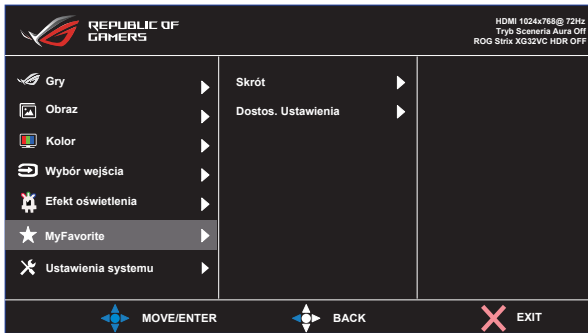 REPUBLIC OF
GAMERS
HDMI 1024x768@ 72Hz
Tryb Sceneria Aura Off
ROG Strix XG32VC HDR OFF
Gry
Obraz
Kolor
Wybór wejścia
Efekt oświetlenia
MyFavorite
Ustawienia systemu
Skrót
Dostos. Ustawienia
MOVE/ENTER
BACK
EXIT